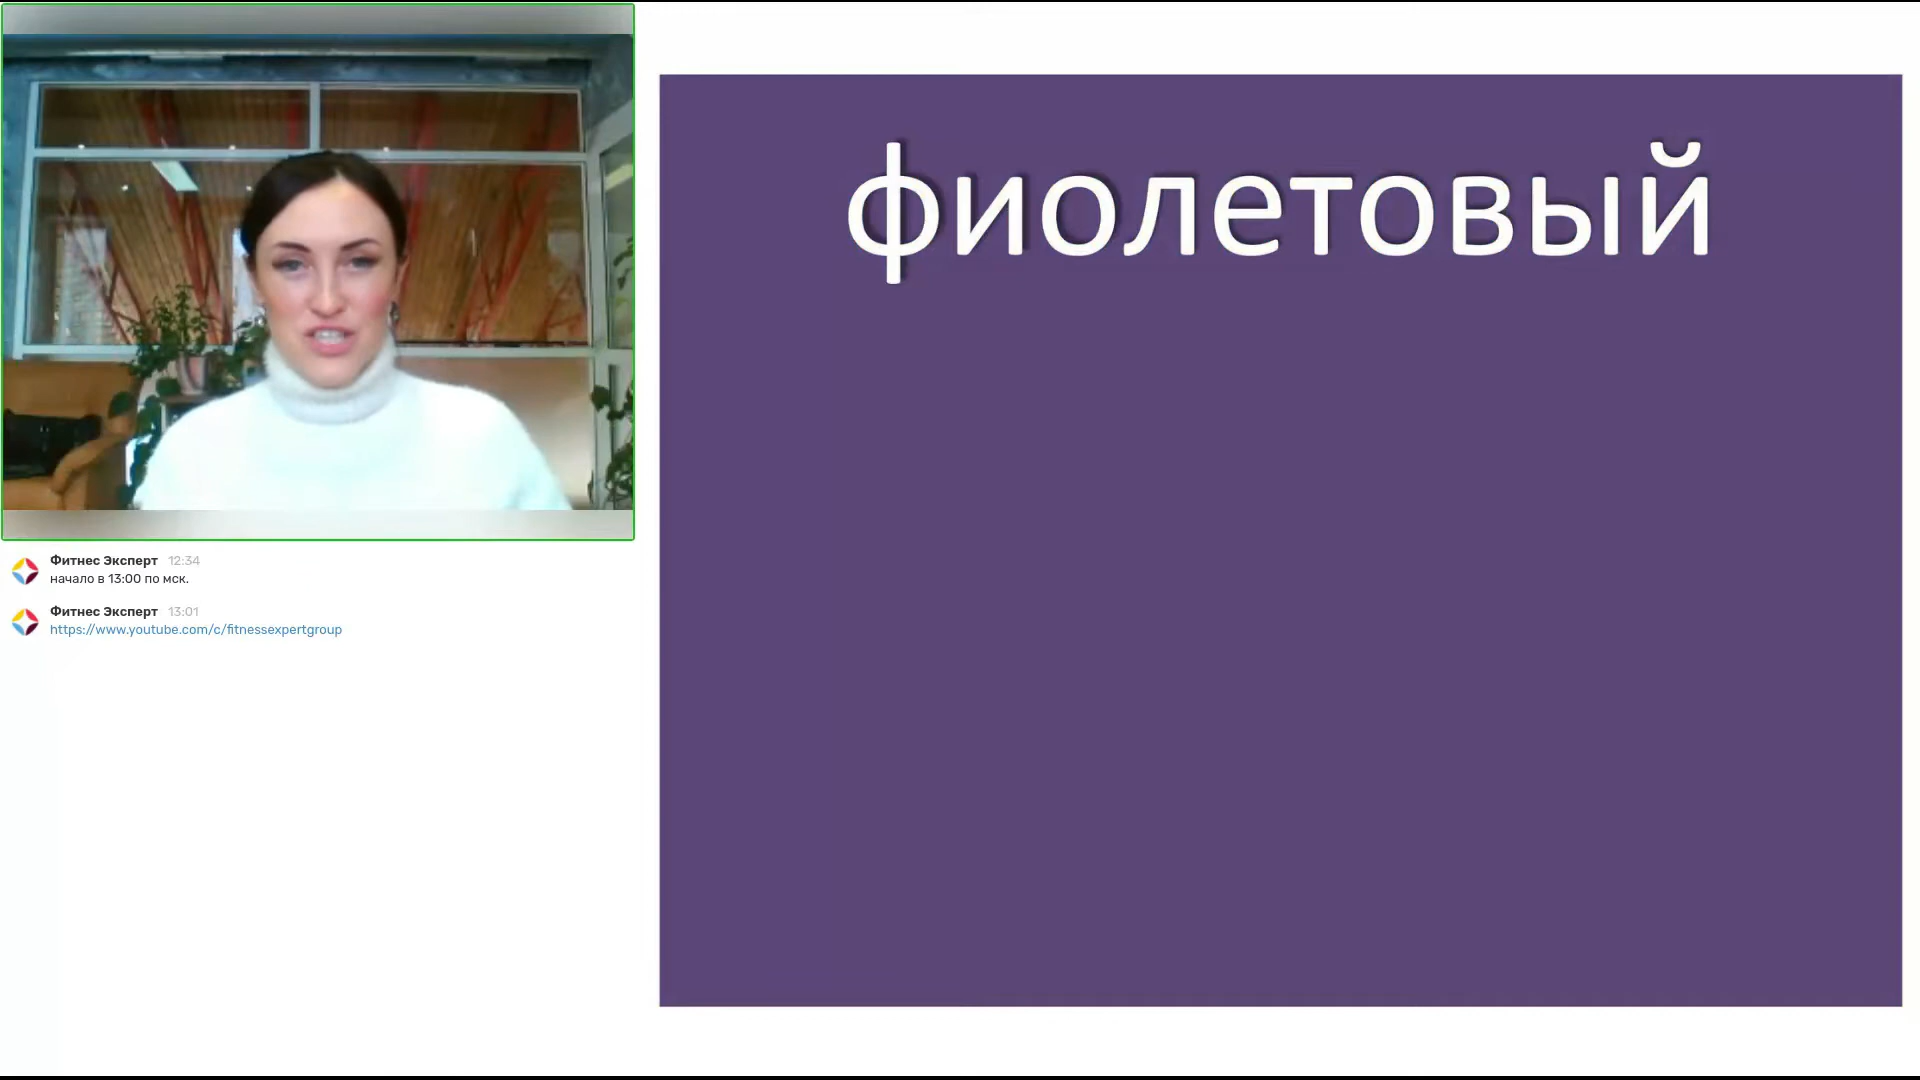 фиолетовый
Фитнес Эксперт 12:34
начало в 13:00 по мск.
Фитнес Эксперт 13:01
https://www.youtube.com/c/fitnessexpertgroup